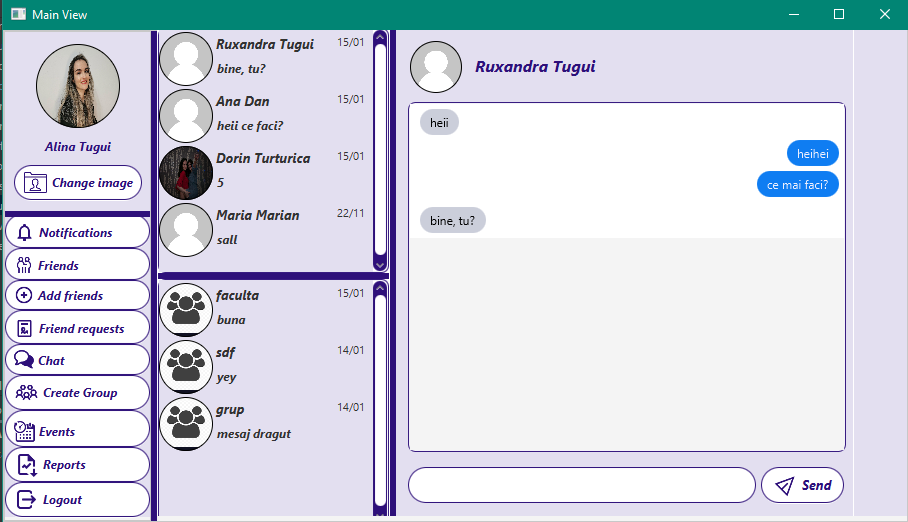 Main View
Alina Tugui
Change image
Notifications
Friends
Add friends
Friend requests
Chat
Create Group
Events
Reports
Logout
Ruxandra Tugui 15/01
bine, tu?
Ana Dan 15/01
heii ce faci?
Dorin Turturica 15/01
5
Maria Marian 22/11
sall
faculta 15/01
buna
sdf 14/01
yey
grup 14/01
mesaj dragut
Ruxandra Tugui
heii
heihei
ce mai faci?
bine, tu?
Send